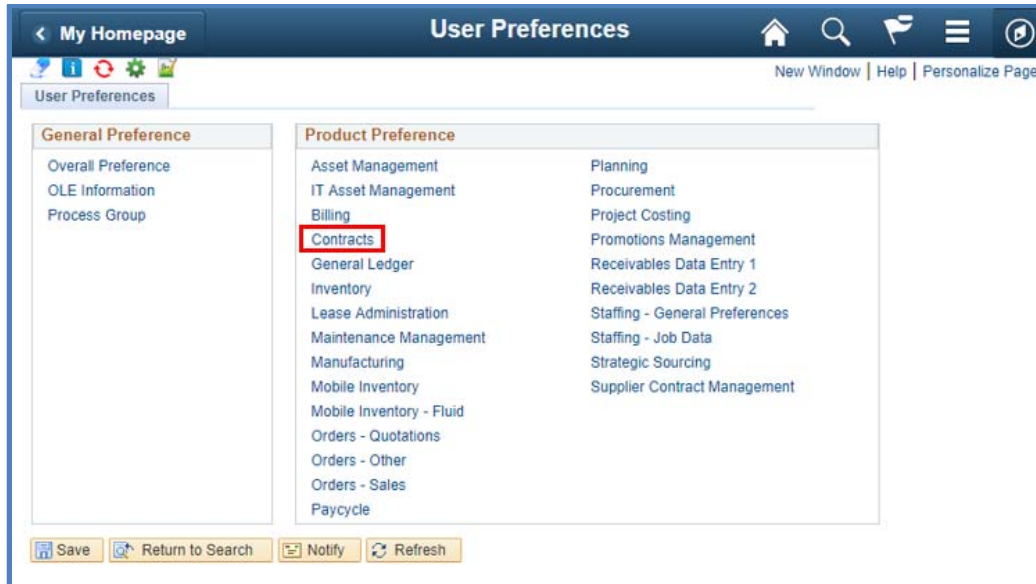 My Homepage
User Preferences
New Window | Help | Personalize Page
User Preferences
General Preference
Overall Preference
OLE Information
Process Group
Product Preference
Asset Management
IT Asset Management
Billing
Contracts
General Ledger
Inventory
Lease Administration
Maintenance Management
Manufacturing
Mobile Inventory
Mobile Inventory - Fluid
Orders - Quotations
Orders - Other
Orders - Sales
Paycycle
Planning
Procurement
Project Costing
Promotions Management
Receivables Data Entry 1
Receivables Data Entry 2
Staffing - General Preferences
Staffing - Job Data
Strategic Sourcing
Supplier Contract Management
Save
Return to Search
Notify
Refresh